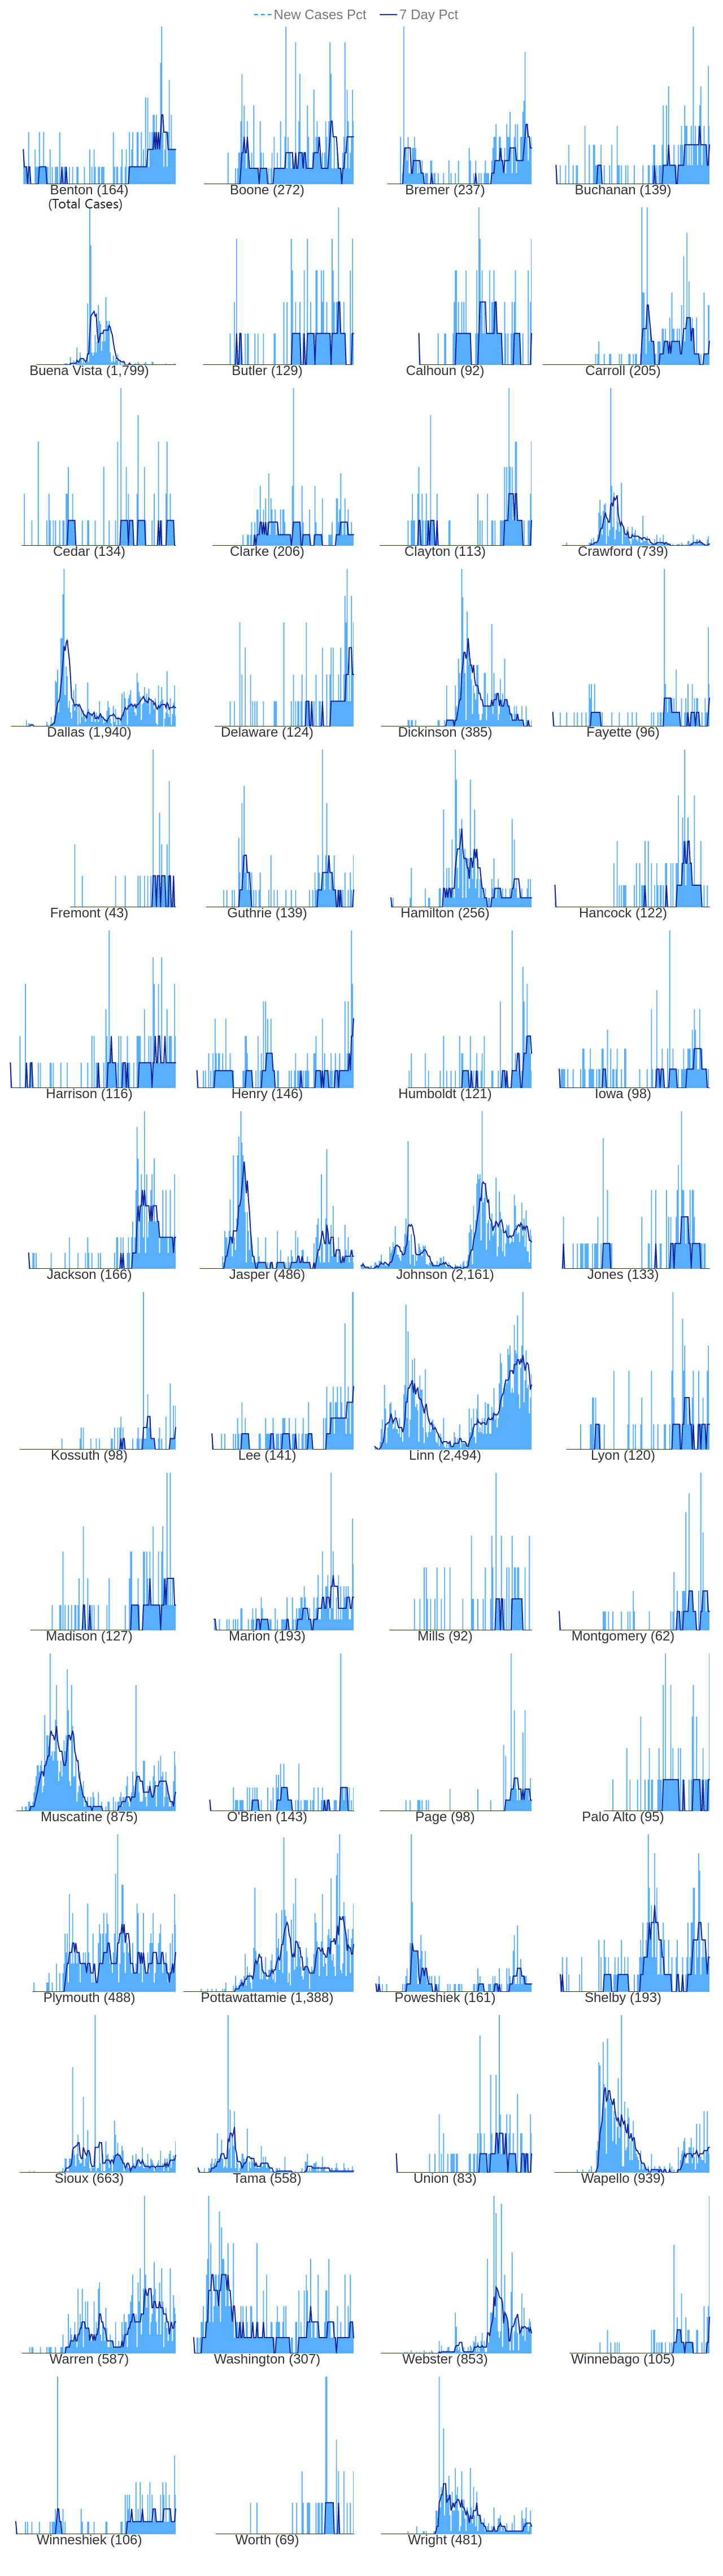 New Cases Pct 7 Day Pct
Benton (164) Boone (272) Bremer (237) Buchanan (139)
(Total Cases)
Buena Vista (1,799) Butler (129) Calhoun (92) Carroll (205)
Cedar (134) Clarke (206) Clayton (113) Crawford (739)
Dallas (1,940) Delaware (124) Dickinson (385) Fayette (96)
Fremont (43) Guthrie (139) Hamilton (256) Hancock (122)
Harrison (116) Henry (146) Humboldt (121) Iowa (98)
Jackson (166) Jasper (486) Johnson (2,161) Jones (133)
Kossuth (98) Lee (141) Linn (2,494) Lyon (120)
Madison (127) Marion (193) Mills (92) Montgomery (62)
Muscatine (875) O'Brien (143) Page (98) Palo Alto (95)
Plymouth (488) Pottawattamie (1,388) Poweshiek (161) Shelby (193)
Sioux (663) Tama (558) Union (83) Wapello (939)
Warren (587) Washington (307) Webster (853) Winnebago (105)
Winneshiek (106) Worth (69) Wright (481)